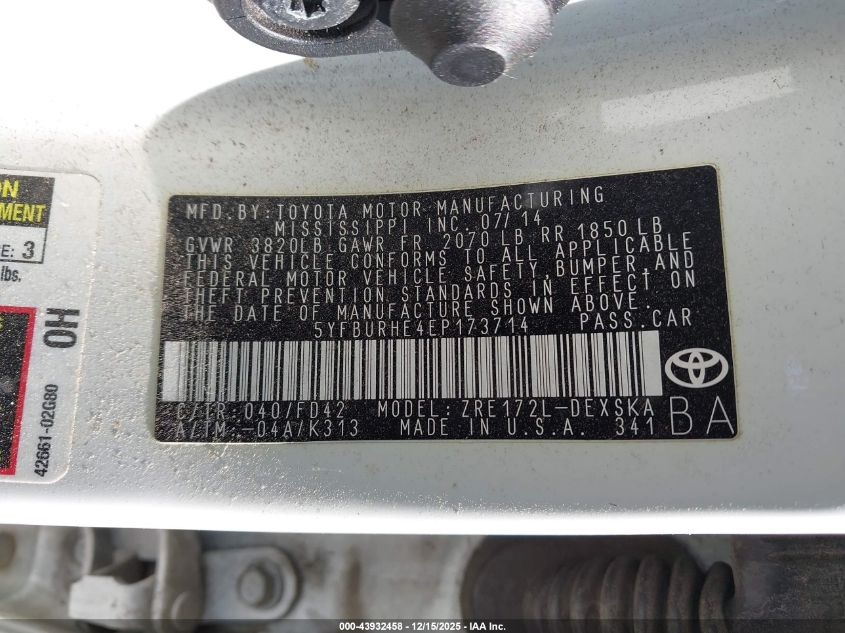 ON
MENT
E: 3
lbs.
OH
42661-02G80
MFD. BY: TOYOTA MOTOR MANUFACTURING
MISSISSIPPI INC. 07/14
GVWR 3820LB GAWR FR 2070 LB RR 1850 LB
THIS VEHICLE CONFORMS TO ALL APPLICABLE
FEDERAL MOTOR VEHICLE SAFETY, BUMPER, AND
THEFT PREVENTION STANDARDS IN EFFECT ON
THE DATE OF MANUFACTURE SHOWN ABOVE.
5YFBURHE4EP173714 PASS. CAR
C/TR 040/FD42 MODEL: ZRE172L-DEXSKA
A/TM -04A/K313 MADE IN U.S.A. 341
BA
000-43932458 - 12/15/2025 - IAA Inc.